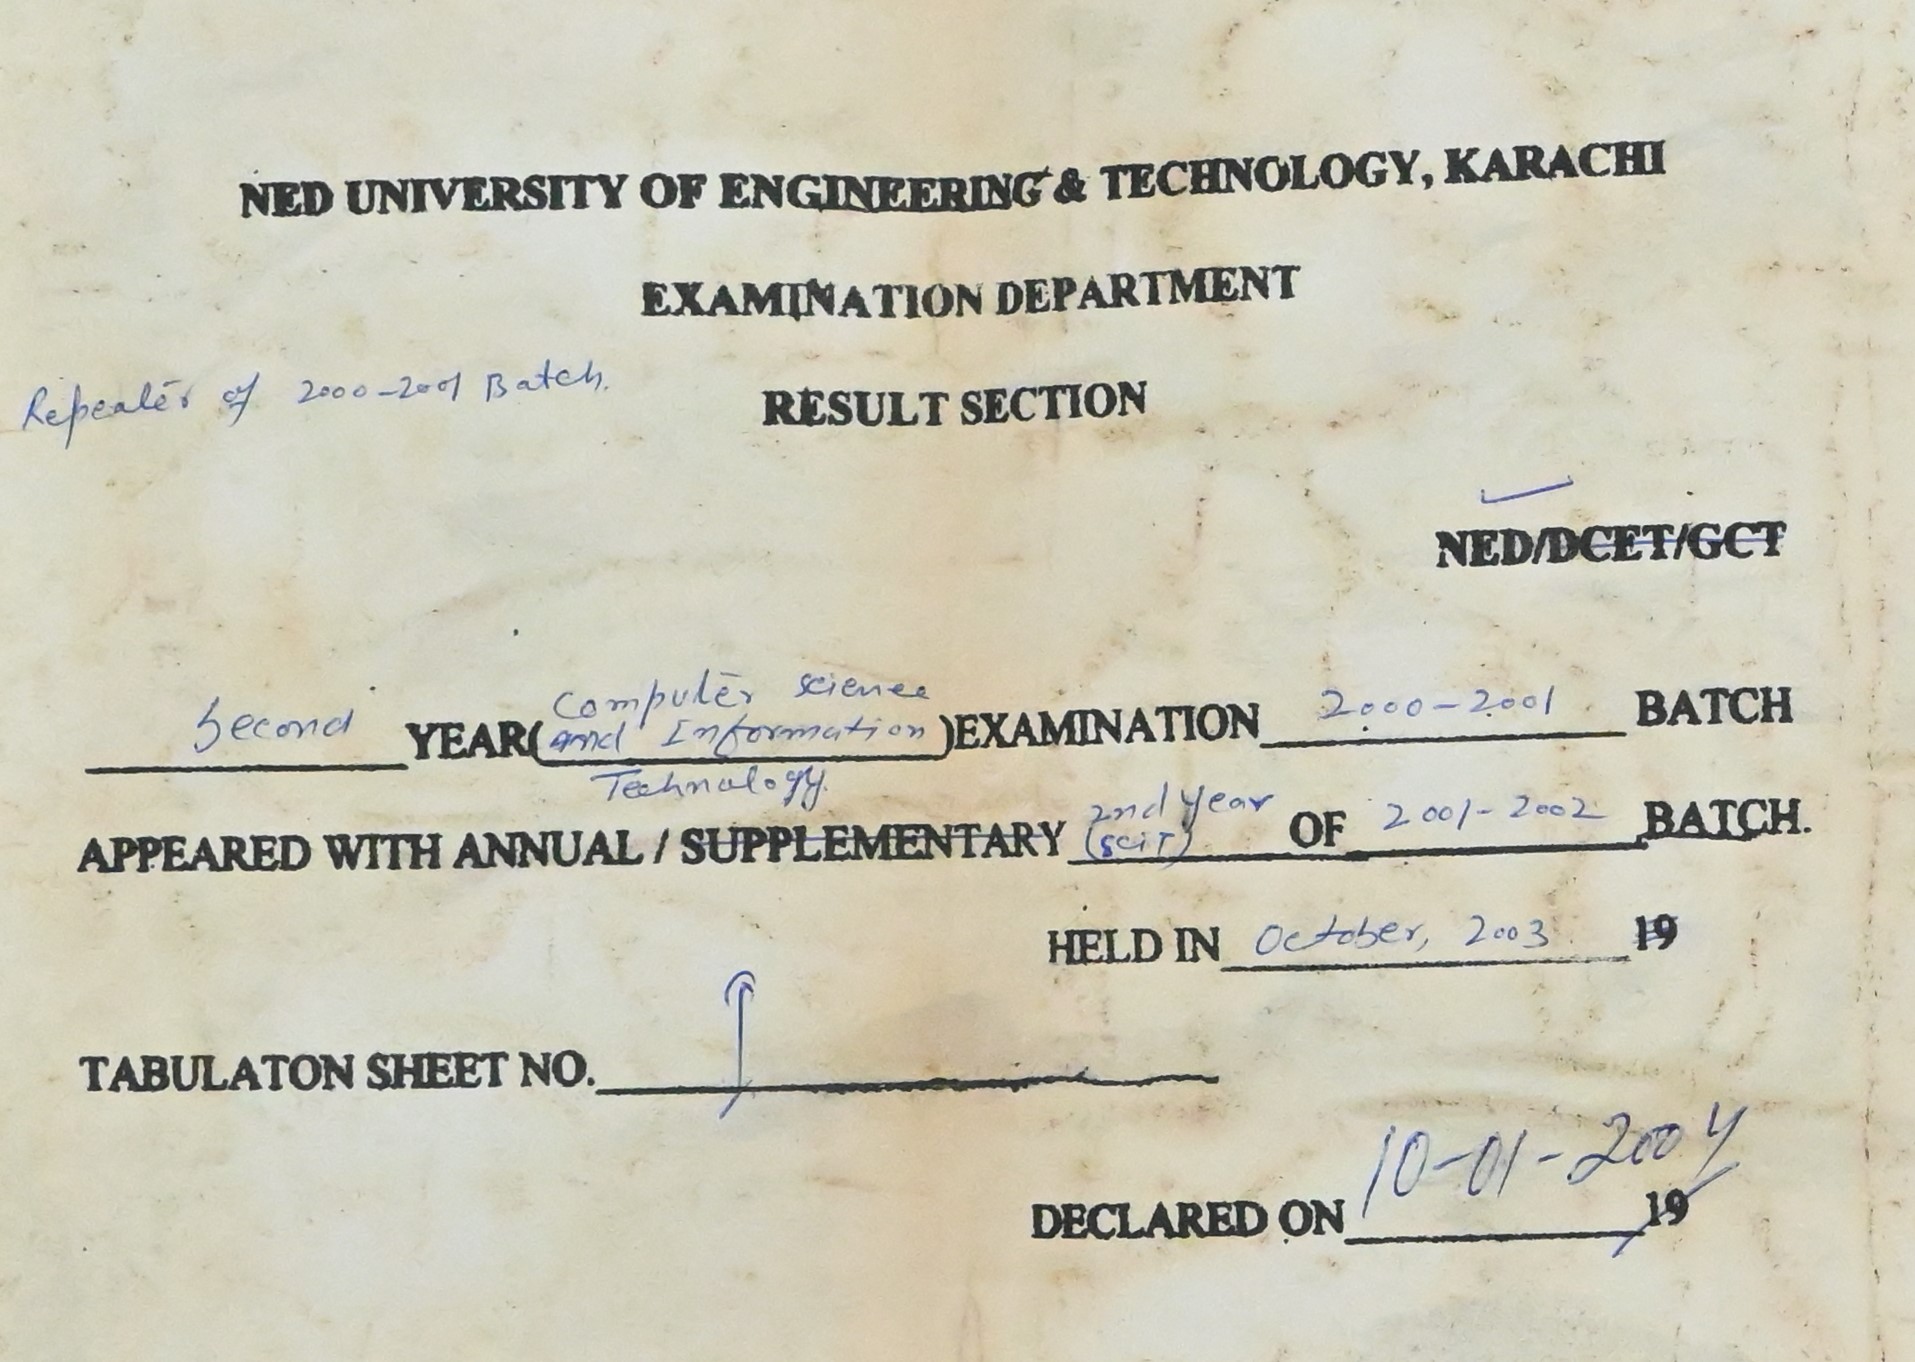 NED UNIVERSITY OF ENGINEERING & TECHNOLOGY, KARACHI
EXAMINATION DEPARTMENT
Repeater of 2000-2001 Batch.
RESULT SECTION
NED/DCET/GCT
Second YEAR(Computer science and Information Technology)EXAMINATION 2000-2001 BATCH
APPEARED WITH ANNUAL / SUPPLEMENTARY 2nd year (SCIT) OF 2001-2002 BATCH.
HELD IN October, 2003 19
TABULATON SHEET NO.
DECLARED ON 10-01-2004 19